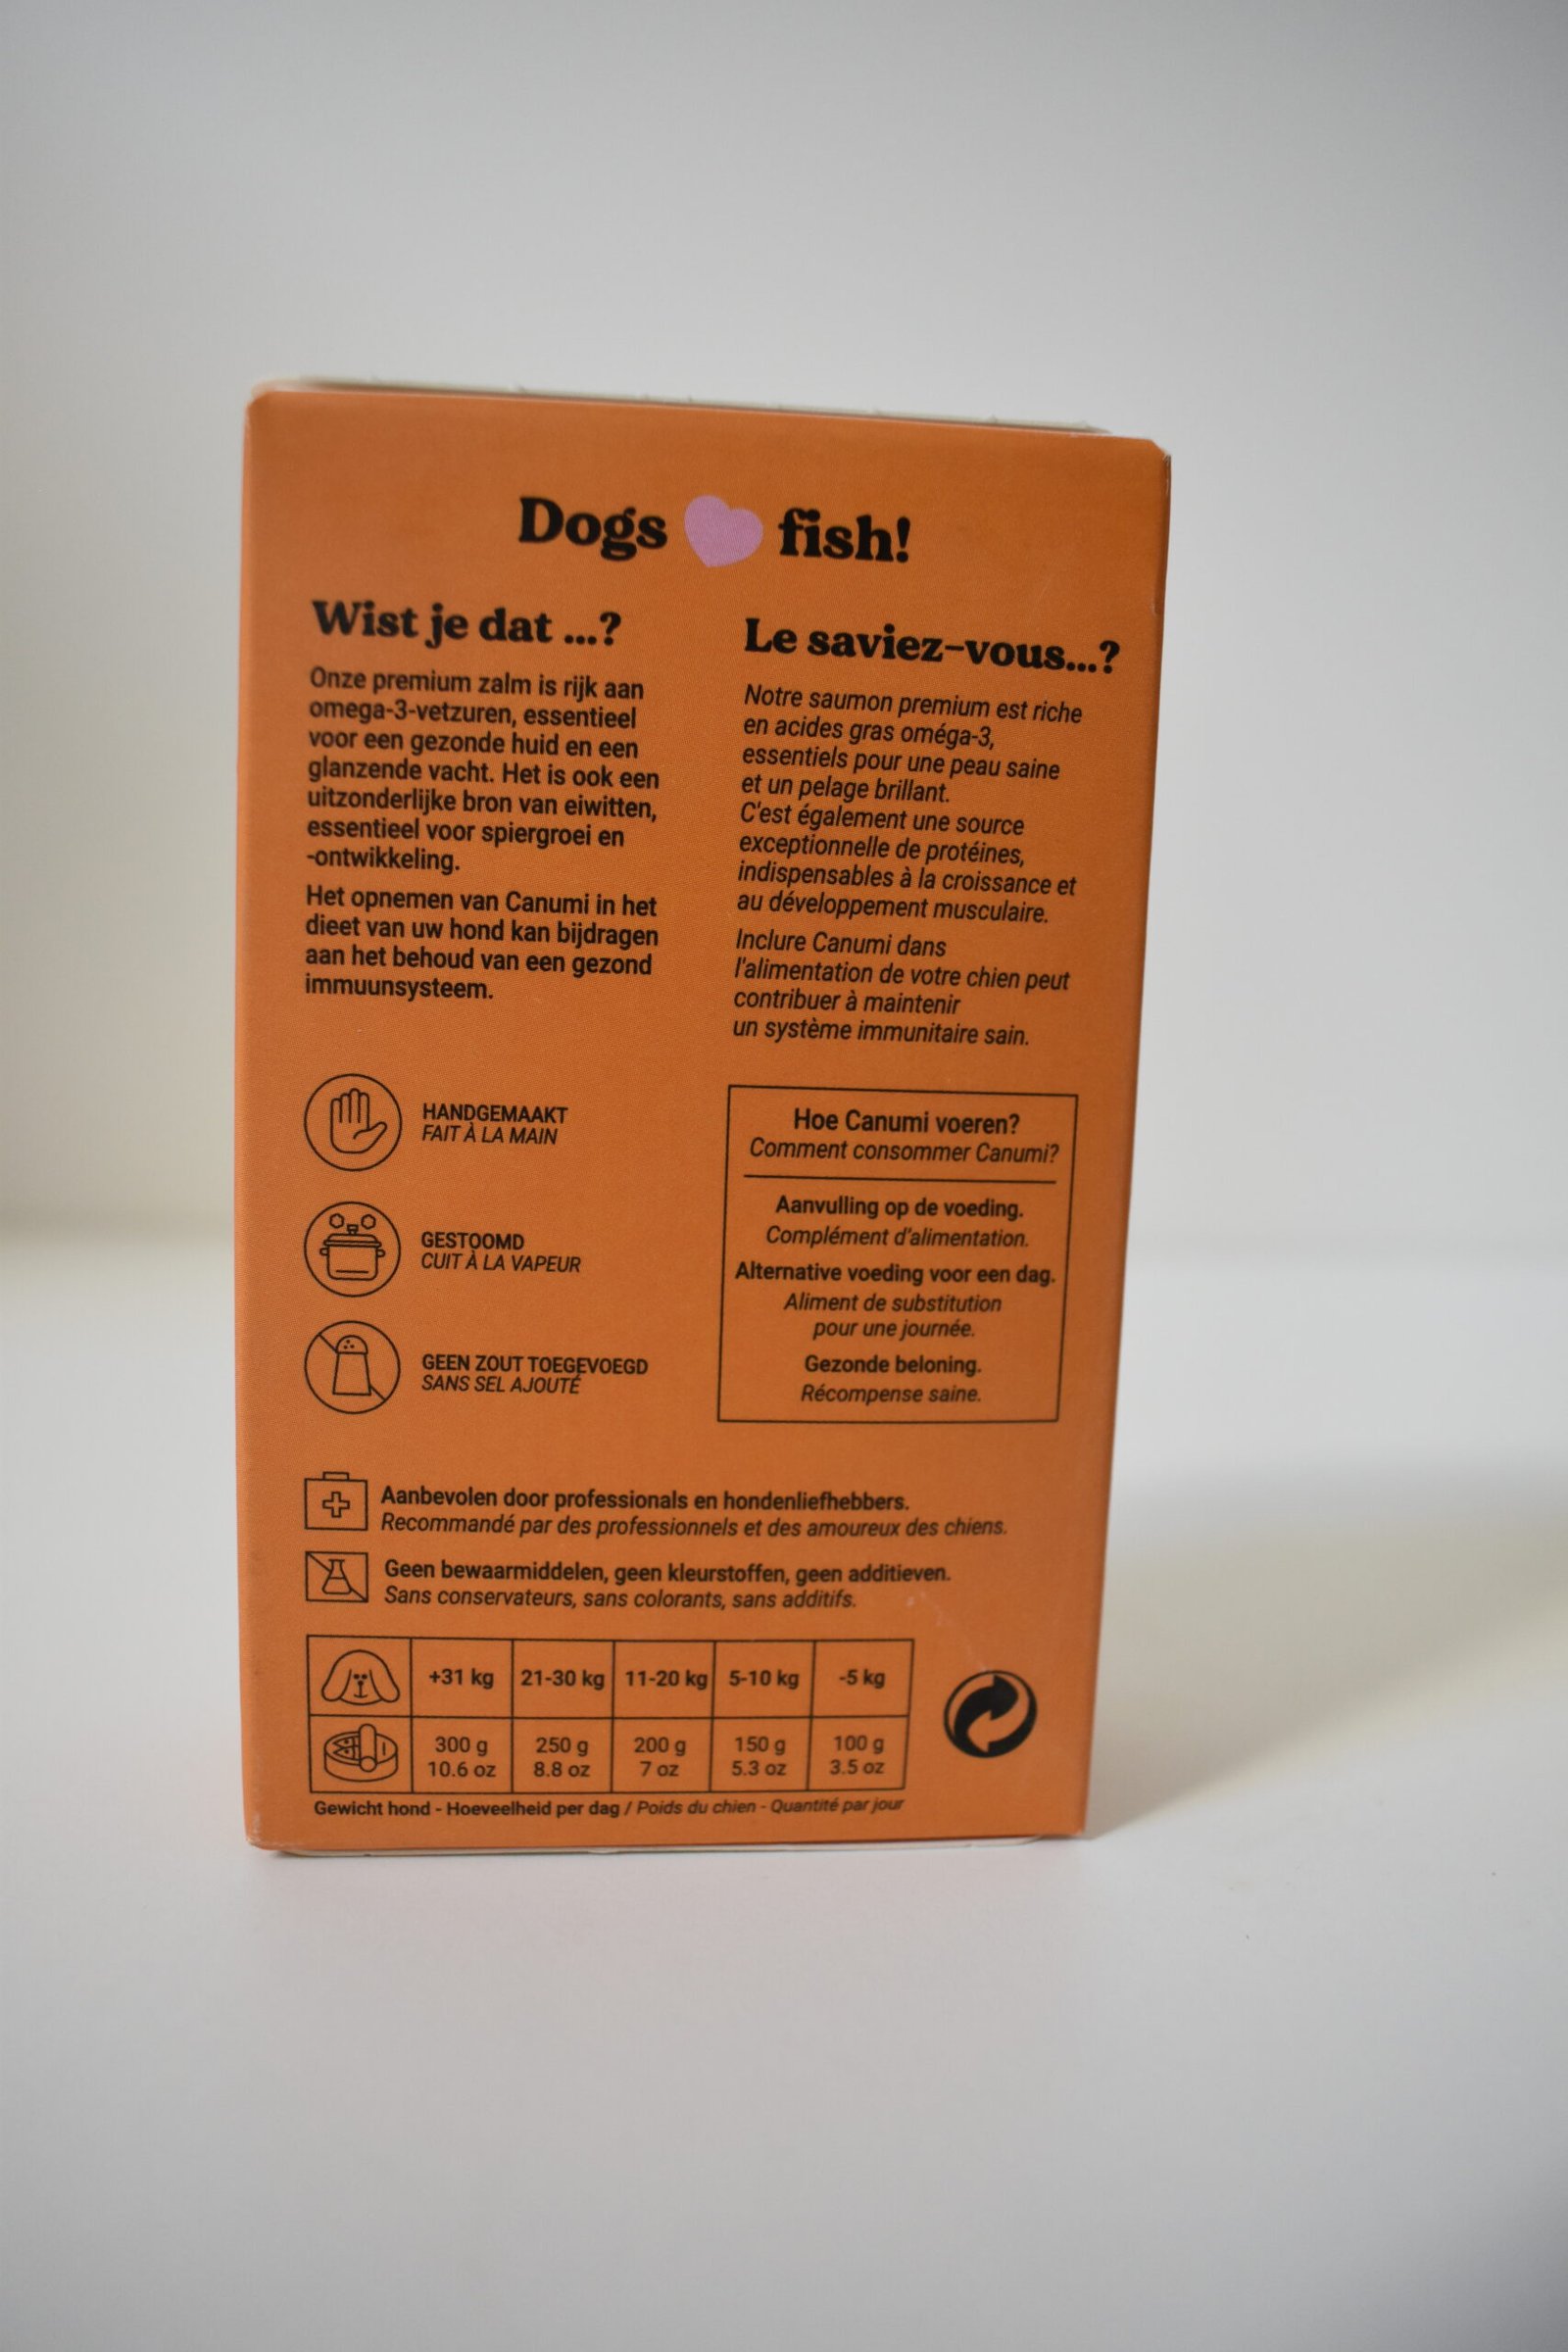 Dogs fish!
Wist je dat ...?
Onze premium zalm is rijk aan
omega-3-vetzuren, essentieel
voor een gezonde huid en een
glanzende vacht. Het is ook een
uitzonderlijke bron van eiwitten,
essentieel voor spiergroei en
-ontwikkeling.
Het opnemen van Canumi in het
dieet van uw hond kan bijdragen
aan het behoud van een gezond
immuunsysteem.
Le saviez-vous...?
Notre saumon premium est riche
en acides gras oméga-3,
essentiels pour une peau saine
et un pelage brillant.
C'est également une source
exceptionnelle de protéines,
indispensables à la croissance et
au développement musculaire.
Inclure Canumi dans
l'alimentation de votre chien peut
contribuer à maintenir
un système immunitaire sain.
HANDGEMAAKT
FAIT À LA MAIN
GESTOOMD
CUIT À LA VAPEUR
GEEN ZOUT TOEGEVOEGD
SANS SEL AJOUTÉ
Hoe Canumi voeren?
Comment consommer Canumi?
Aanvulling op de voeding.
Complément d'alimentation.
Alternative voeding voor een dag.
Aliment de substitution
pour une journée.
Gezonde beloning.
Récompense saine.
Aanbevolen door professionals en hondenliefhebbers.
Recommandé par des professionnels et des amoureux des chiens.
Geen bewaarmiddelen, geen kleurstoffen, geen additieven.
Sans conservateurs, sans colorants, sans additifs.
+31 kg 21-30 kg 11-20 kg 5-10 kg -5 kg
300 g 250 g 200 g 150 g 100 g
10.6 oz 8.8 oz 7 oz 5.3 oz 3.5 oz
Gewicht hond - Hoeveelheid per dag / Poids du chien - Quantité par jour